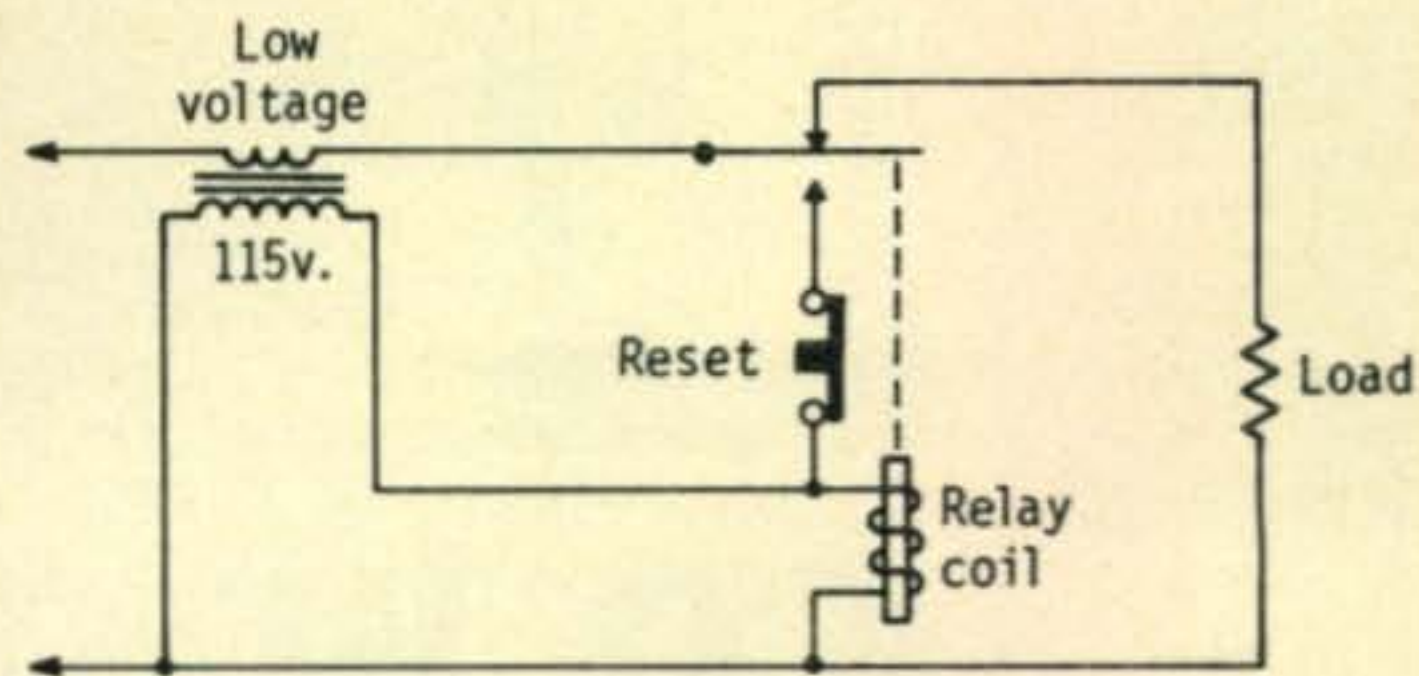 Low
voltage
115v.
Reset
Load
Relay
coil